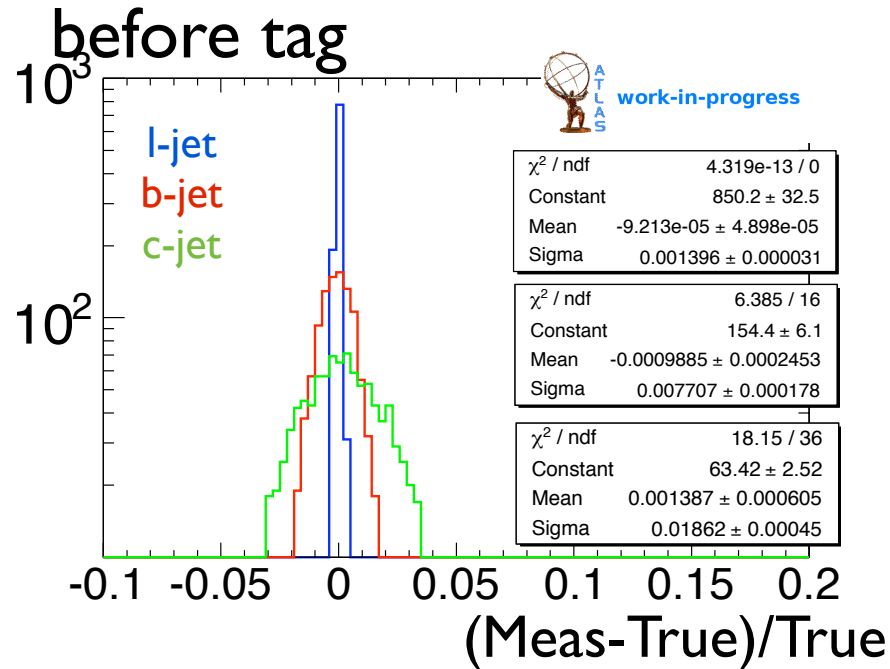 before tag
10³
ATLAS
work-in-progress
l-jet
b-jet
c-jet
χ² / ndf 4.319e-13 / 0
Constant 850.2 ± 32.5
Mean -9.213e-05 ± 4.898e-05
Sigma 0.001396 ± 0.000031
χ² / ndf 6.385 / 16
Constant 154.4 ± 6.1
Mean -0.0009885 ± 0.0002453
Sigma 0.007707 ± 0.000178
10²
χ² / ndf 18.15 / 36
Constant 63.42 ± 2.52
Mean 0.001387 ± 0.000605
Sigma 0.01862 ± 0.00045
-0.1 -0.05 0 0.05 0.1 0.15 0.2
(Meas-True)/True